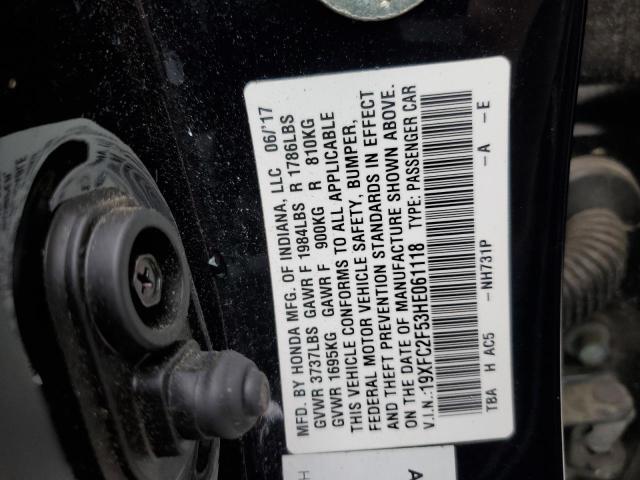 MFD. BY HONDA MFG. OF INDIANA, LLC 06/'17
GVWR 3737LBS GAWR F 1984LBS R 1786LBS
GVWR 1695KG GAWR F 900KG R 810KG
THIS VEHICLE CONFORMS TO ALL APPLICABLE
FEDERAL MOTOR VEHICLE SAFETY, BUMPER,
AND THEFT PREVENTION STANDARDS IN EFFECT
ON THE DATE OF MANUFACTURE SHOWN ABOVE.
V.I.N.:19XFC2F53HE061118 TYPE: PASSENGER CAR
TBA H AC5 -NH731P -A -E
A
H